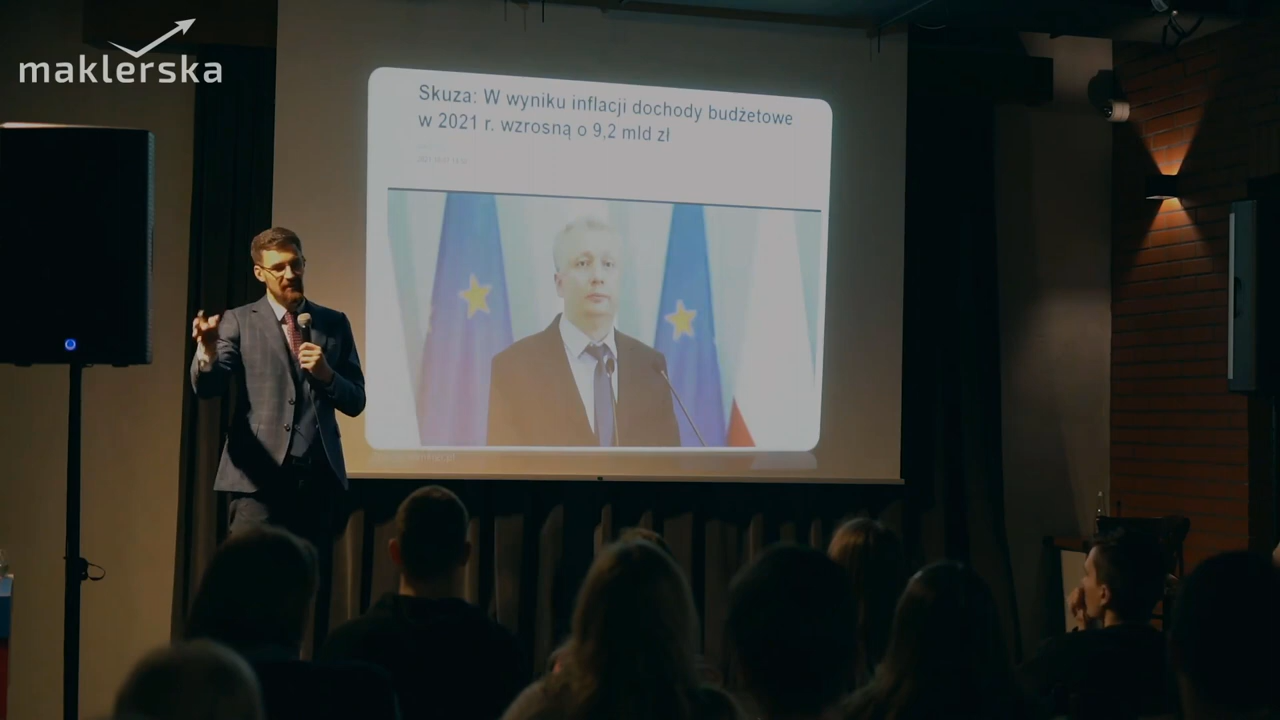 maklerska
Skuza: W wyniku inflacji dochody budżetowe
w 2021 r. wzrosną o 9,2 mld zł